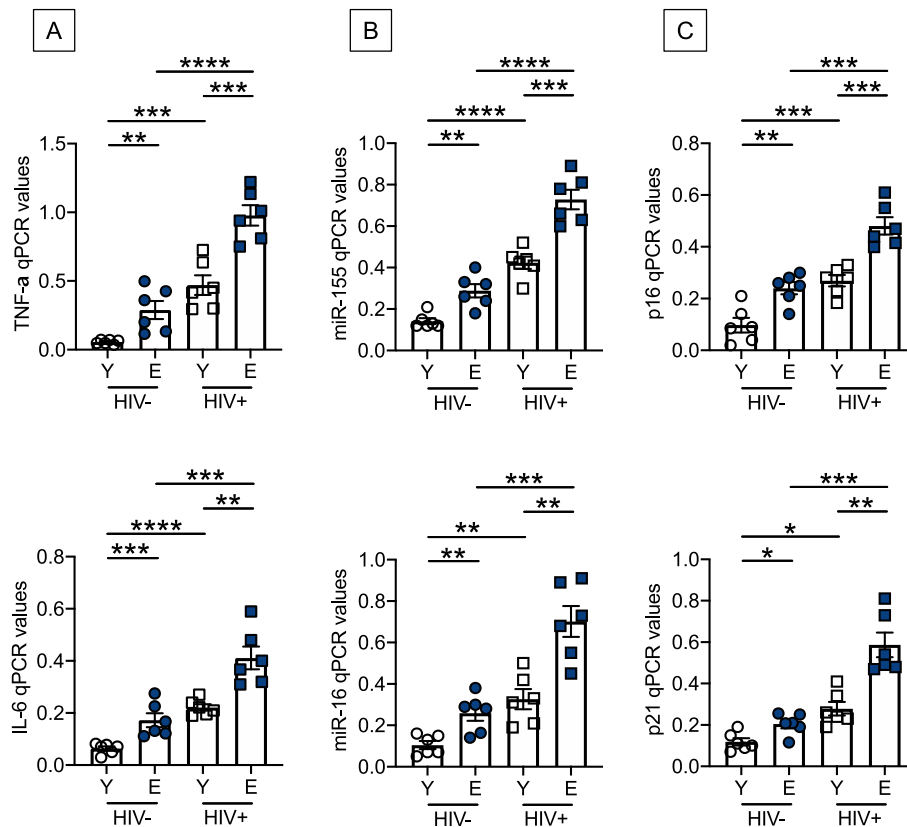 A
B
C
****
***
***
**
TNF-a qPCR values
1.5
1.0
0.5
0.0
Y E Y E
HIV- HIV+
****
***
****
**
miR-155 qPCR values
1.0
0.8
0.6
0.4
0.2
0.0
Y E Y E
HIV- HIV+
***
***
***
**
p16 qPCR values
0.8
0.6
0.4
0.2
0.0
Y E Y E
HIV- HIV+
***
**
****
***
IL-6 qPCR values
0.8
0.6
0.4
0.2
0.0
Y E Y E
HIV- HIV+
***
**
**
**
miR-16 qPCR values
1.0
0.8
0.6
0.4
0.2
0.0
Y E Y E
HIV- HIV+
***
**
*
*
p21 qPCR values
1.0
0.8
0.6
0.4
0.2
0.0
Y E Y E
HIV- HIV+